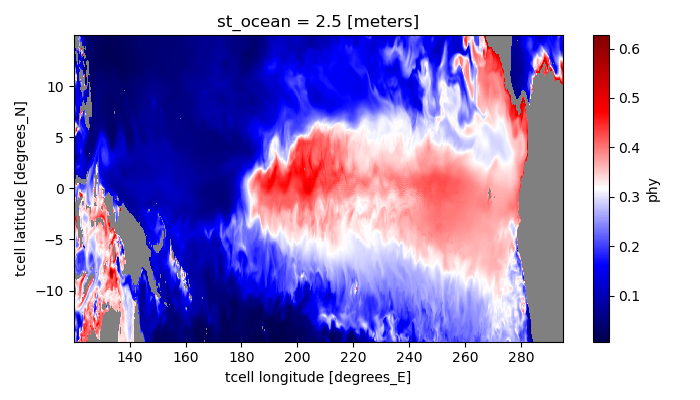 st_ocean = 2.5 [meters]
tcell latitude [degrees_N]
10
5
0
−5
−10
140 160 180 200 220 240 260 280
tcell longitude [degrees_E]
0.6
0.5
0.4
0.3
0.2
0.1
phy